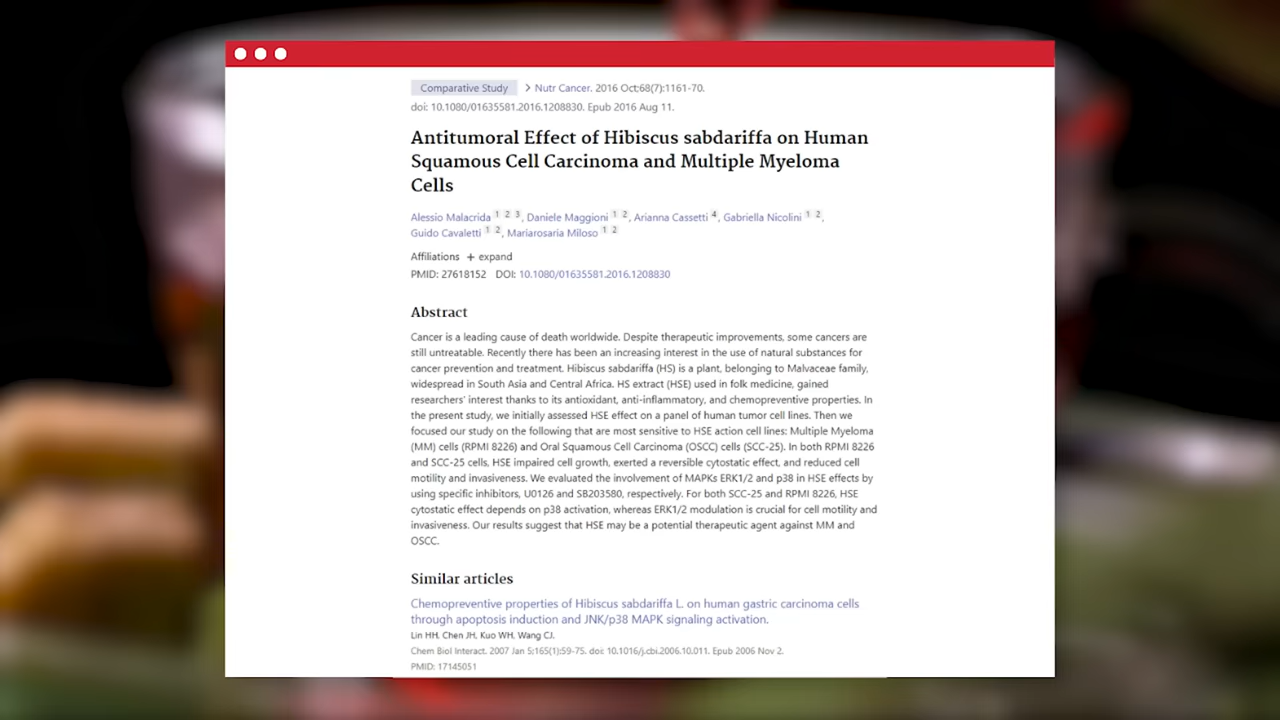 Comparative Study > Nutr Cancer. 2016 Oct;68(7):1161-70.
doi: 10.1080/01635581.2016.1208830. Epub 2016 Aug 11.
Antitumoral Effect of Hibiscus sabdariffa on Human
Squamous Cell Carcinoma and Multiple Myeloma
Cells
Alessio Malacrida 1 2 3, Daniele Maggioni 1 2, Arianna Cassetti 4, Gabriella Nicolini 1 2,
Guido Cavaletti 1 2, Mariarosaria Miloso 1 2
Affiliations + expand
PMID: 27618152 DOI: 10.1080/01635581.2016.1208830
Abstract
Cancer is a leading cause of death worldwide. Despite therapeutic improvements, some cancers are
still untreatable. Recently there has been an increasing interest in the use of natural substances for
cancer prevention and treatment. Hibiscus sabdariffa (HS) is a plant, belonging to Malvaceae family,
widespread in South Asia and Central Africa. HS extract (HSE) used in folk medicine, gained
researchers' interest thanks to its antioxidant, anti-inflammatory, and chemopreventive properties. In
the present study, we initially assessed HSE effect on a panel of human tumor cell lines. Then we
focused our study on the following that are most sensitive to HSE action cell lines: Multiple Myeloma
(MM) cells (RPMI 8226) and Oral Squamous Cell Carcinoma (OSCC) cells (SCC-25). In both RPMI 8226
and SCC-25 cells, HSE impaired cell growth, exerted a reversible cytostatic effect, and reduced cell
motility and invasiveness. We evaluated the involvement of MAPKs ERK1/2 and p38 in HSE effects by
using specific inhibitors, U0126 and SB203580, respectively. For both SCC-25 and RPMI 8226, HSE
cytostatic effect depends on p38 activation, whereas ERK1/2 modulation is crucial for cell motility and
invasiveness. Our results suggest that HSE may be a potential therapeutic agent against MM and
OSCC.
Similar articles
Chemopreventive properties of Hibiscus sabdariffa L. on human gastric carcinoma cells
through apoptosis induction and JNK/p38 MAPK signaling activation.
Lin HH, Chen JH, Kuo WH, Wang CJ.
Chem Biol Interact. 2007 Jan 5;165(1):59-75. doi: 10.1016/j.cbi.2006.10.011. Epub 2006 Nov 2.
PMID: 17145051